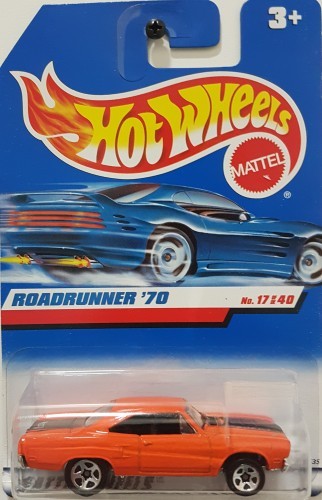 3+
HOT WHEELS
MATTEL
®
ROADRUNNER '70
No. 17 OF 40